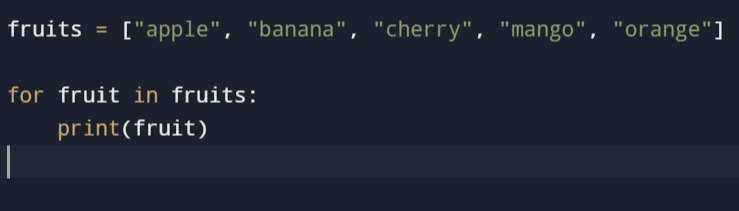 fruits = ["apple", "banana", "cherry", "mango", "orange"]
for fruit in fruits:
    print(fruit)